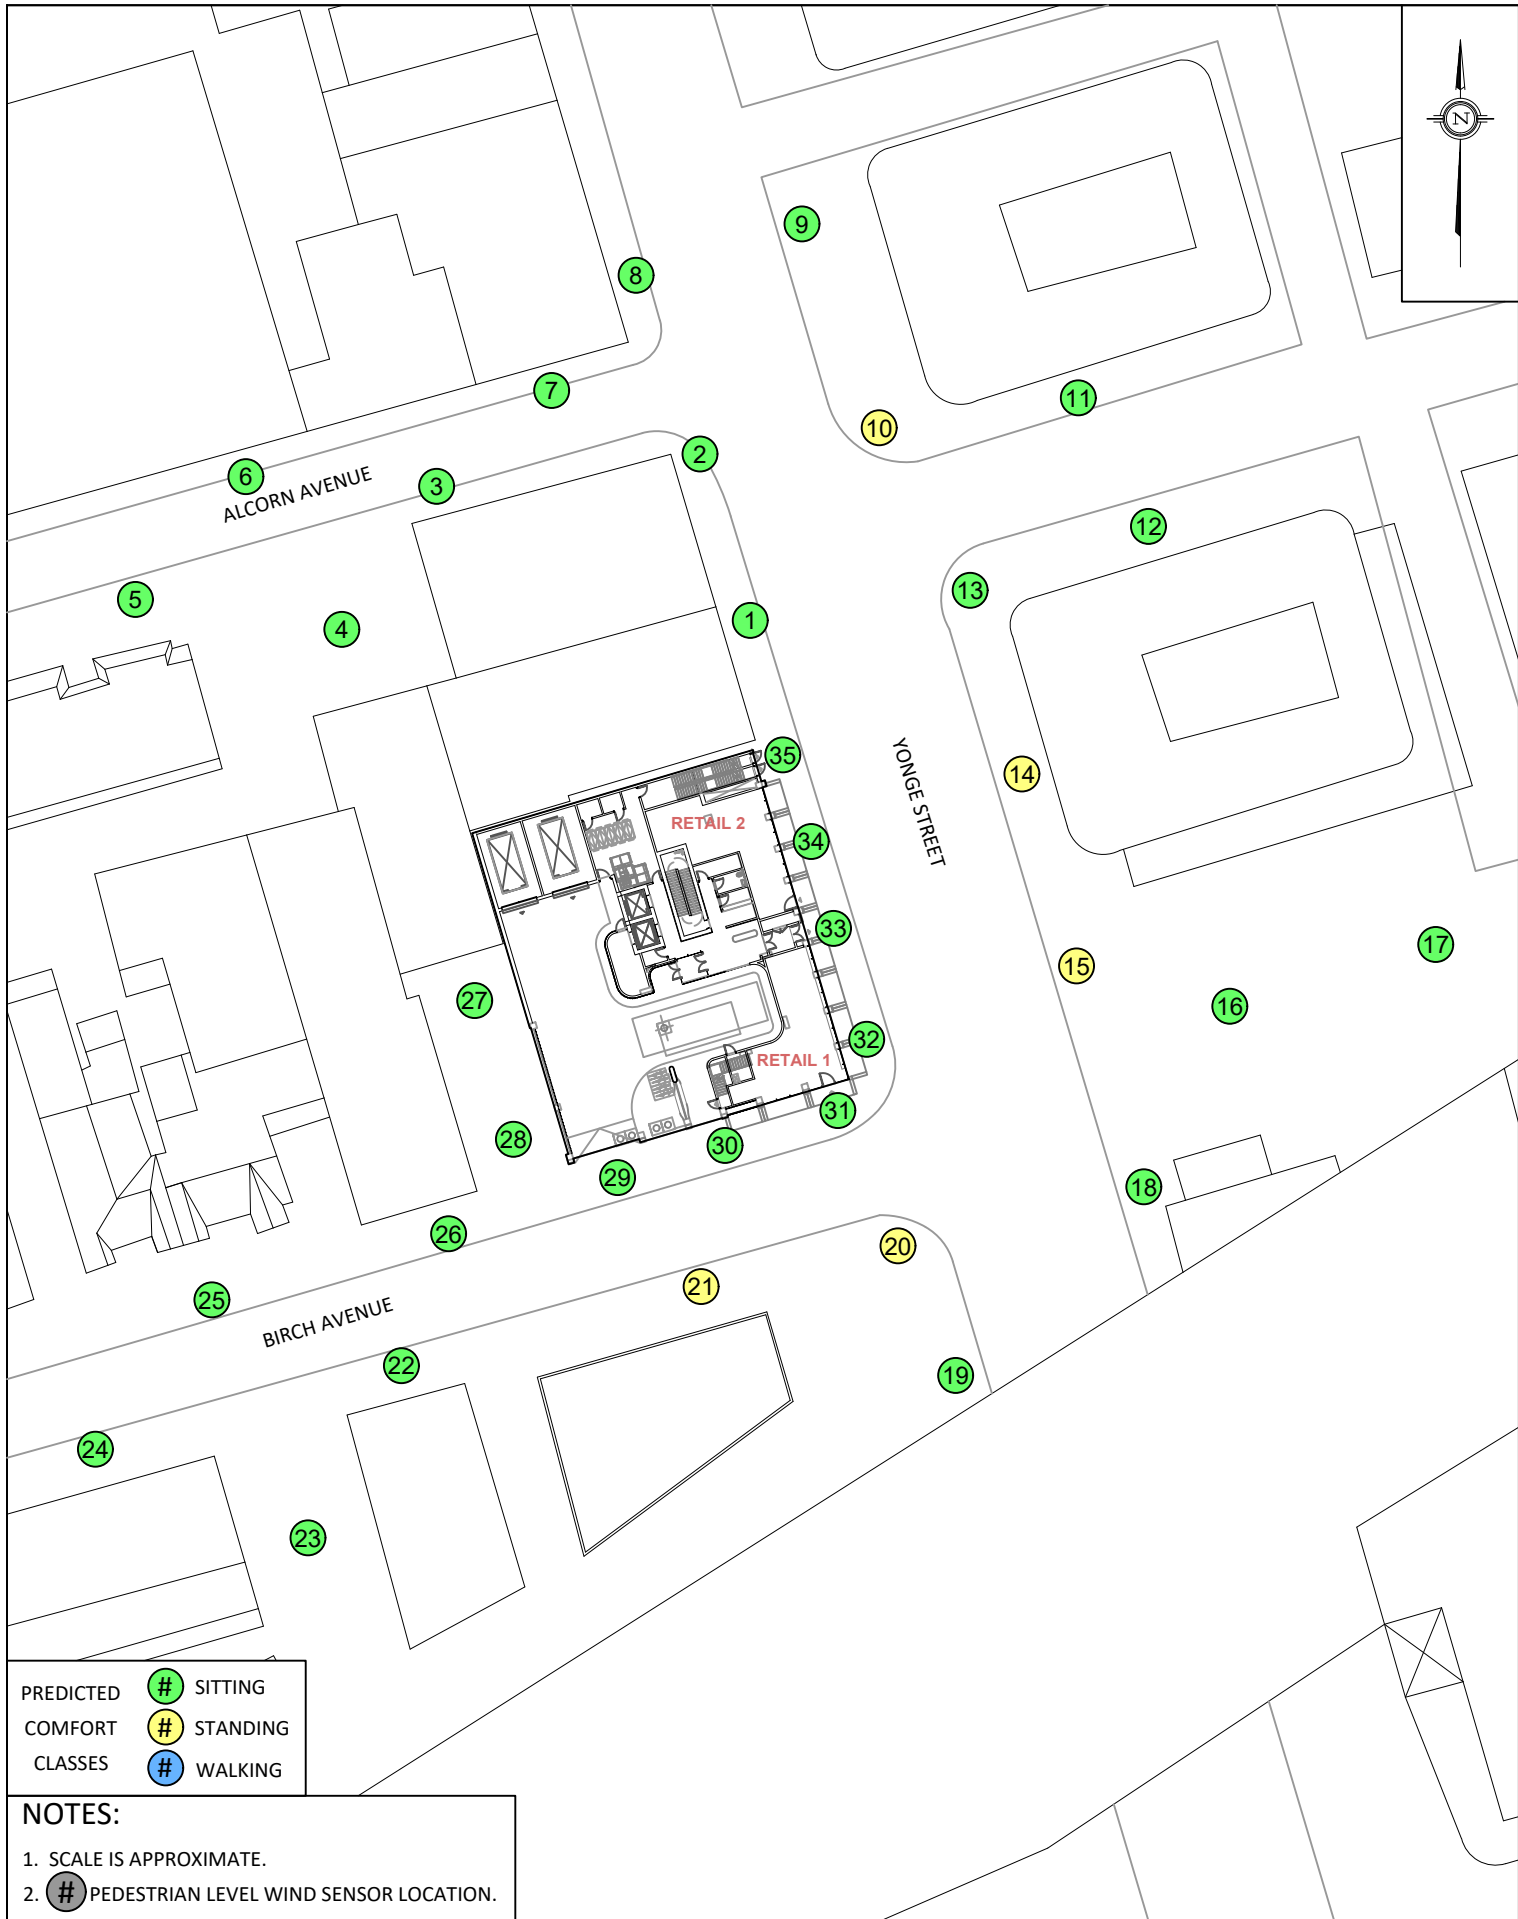 N
9
8
10
11
7
2
6
3
ALCORN AVENUE
12
13
5
4
1
35
YONGE STREET
14
RETAIL 2
34
33
17
15
27
16
32
RETAIL 1
31
28
30
29
18
26
20
21
25
BIRCH AVENUE
22
19
24
23
PREDICTED
COMFORT
CLASSES
# SITTING
# STANDING
# WALKING
NOTES:
1. SCALE IS APPROXIMATE.
2. # PEDESTRIAN LEVEL WIND SENSOR LOCATION.